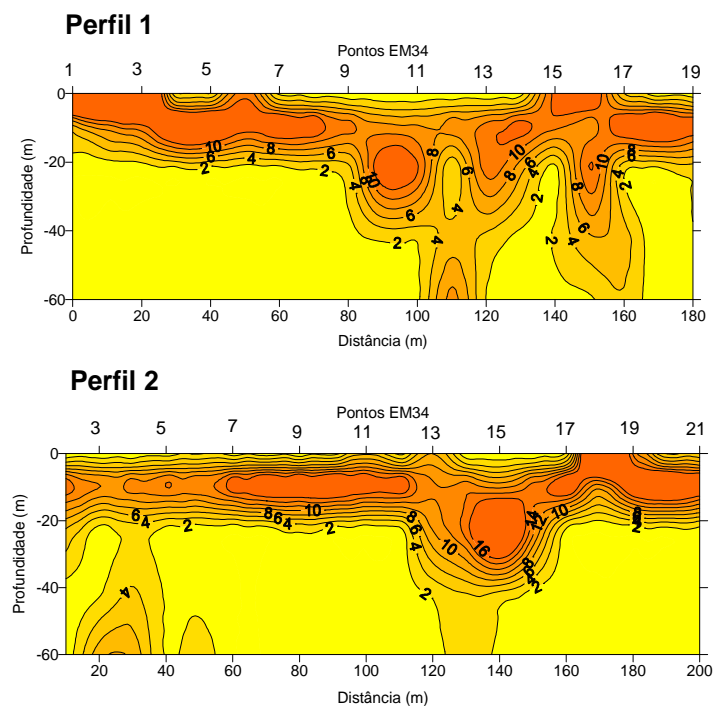 Perfil 1
Pontos EM34
1 3 5 7 9 11 13 15 17 19
0
-20
-40
-60
Profundidade (m)
10 8 6 6 4 2 2
4 8 10 6 2 8 4 4 6 8 10 6 4 2
2 4 8 6 10 4 2 8 6
0 20 40 60 80 100 120 140 160 180
Distância (m)
Perfil 2
Pontos EM34
3 5 7 9 11 13 15 17 19 21
0
-20
-40
-60
Profundidade (m)
6 4 2 8 6 4 10 2
8 6 4 10 16 14 12 10 8 6 4 2
4 2 2
20 40 60 80 100 120 140 160 180 200
Distância (m)